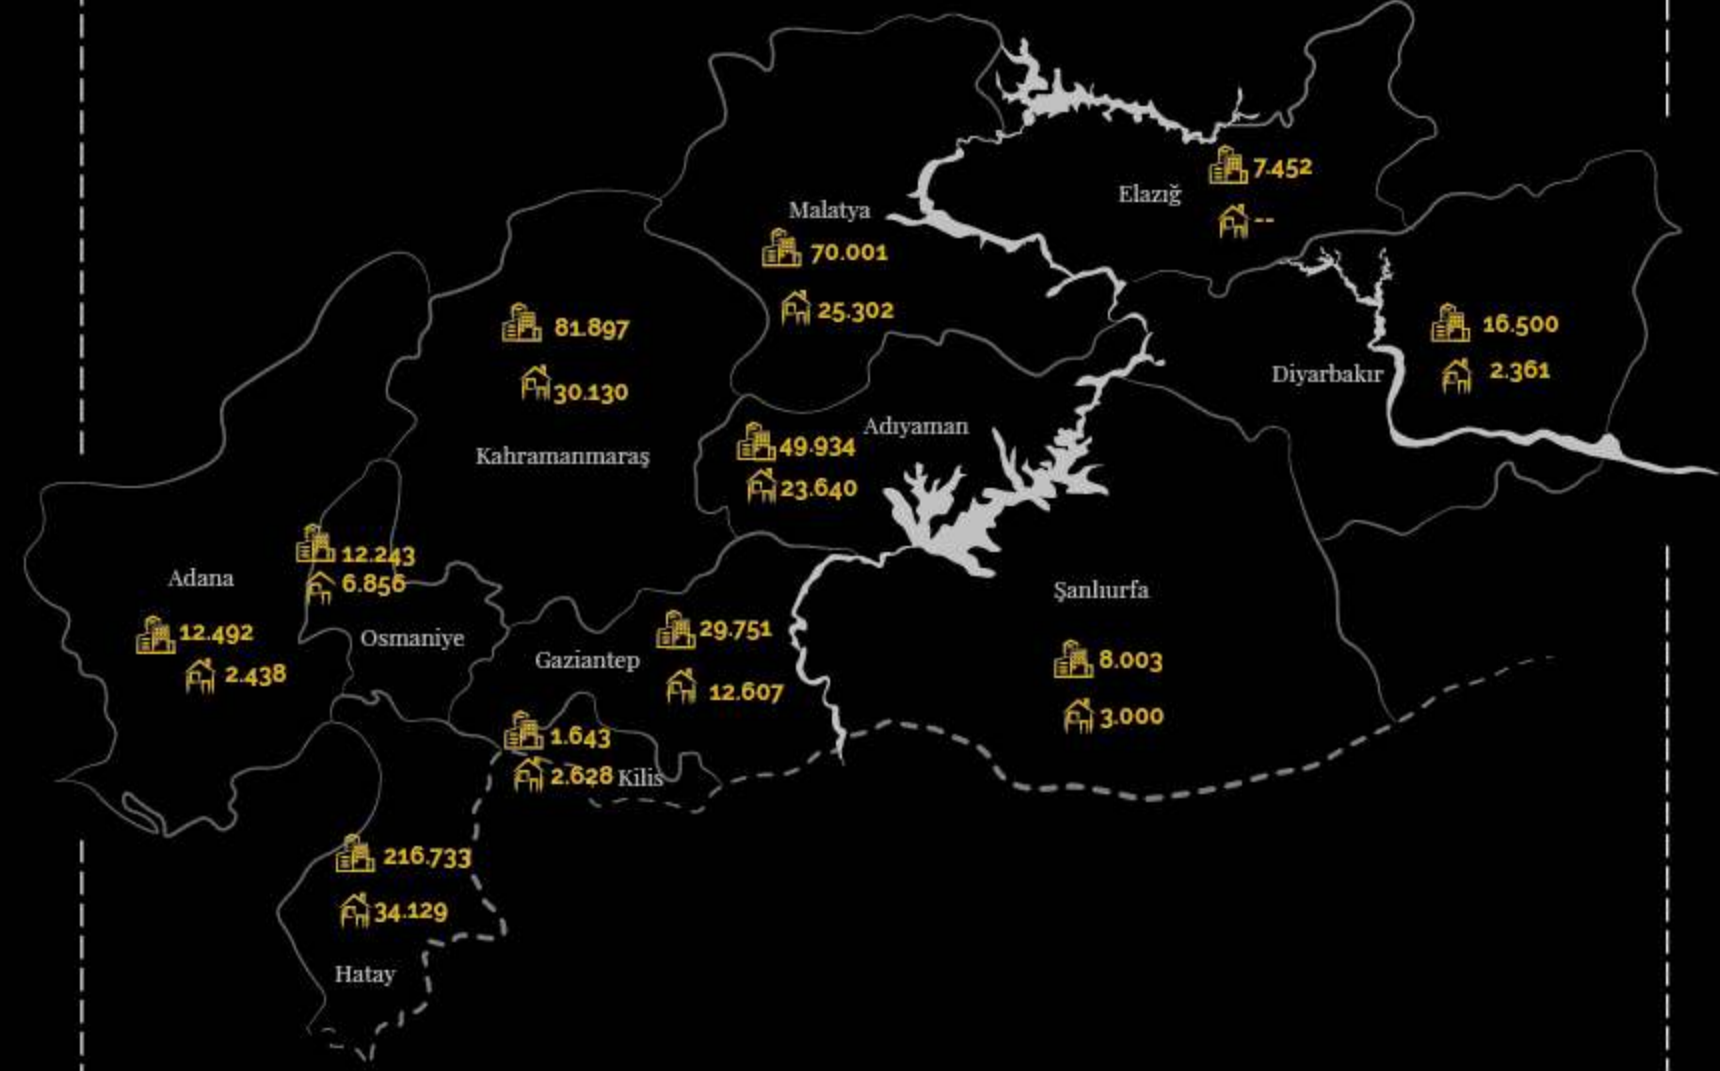 7.452
Elazığ
--
Malatya
70.001
25.302
81.897
30.130
Kahramanmaraş
16.500
Diyarbakır
2.361
Adıyaman
49.934
23.640
12.243
6.856
Adana
12.492
2.438
Osmaniye
Gaziantep
29.751
12.607
Şanlıurfa
8.003
3.000
1.643
2.628
Kilis
216.733
34.129
Hatay